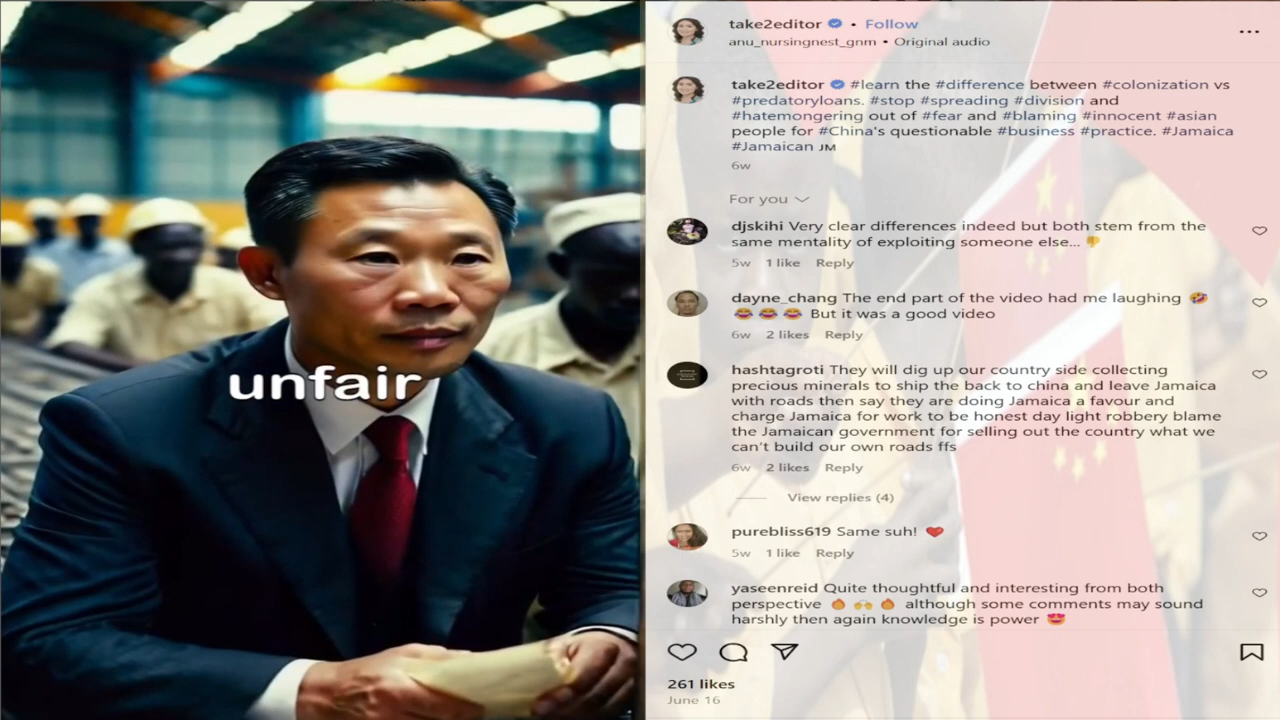 unfair
take2editor • Follow
anu_nursingnest_gnm • Original audio
take2editor #learn the #difference between #colonization vs
#predatoryloans. #stop #spreading #division and
#hatemongering out of #fear and #blaming #innocent #asian
people for #China's questionable #business #practice. #Jamaica
#Jamaican JM
6w
For you
djskihi Very clear differences indeed but both stem from the
same mentality of exploiting someone else... 👎
5w 1 like Reply
dayne_chang The end part of the video had me laughing 🤣
😂 😂 😂 But it was a good video
6w 2 likes Reply
hashtagroti They will dig up our country side collecting
precious minerals to ship the back to china and leave Jamaica
with roads then say they are doing Jamaica a favour and
charge Jamaica for work to be honest day light robbery blame
the Jamaican government for selling out the country what we
can't build our own roads ffs
6w 2 likes Reply
View replies (4)
purebliss619 Same suh! ❤️
5w 1 like Reply
yaseenreid Quite thoughtful and interesting from both
perspective 🔥 🙌 🔥 although some comments may sound
harshly then again knowledge is power 😍
261 likes
June 16